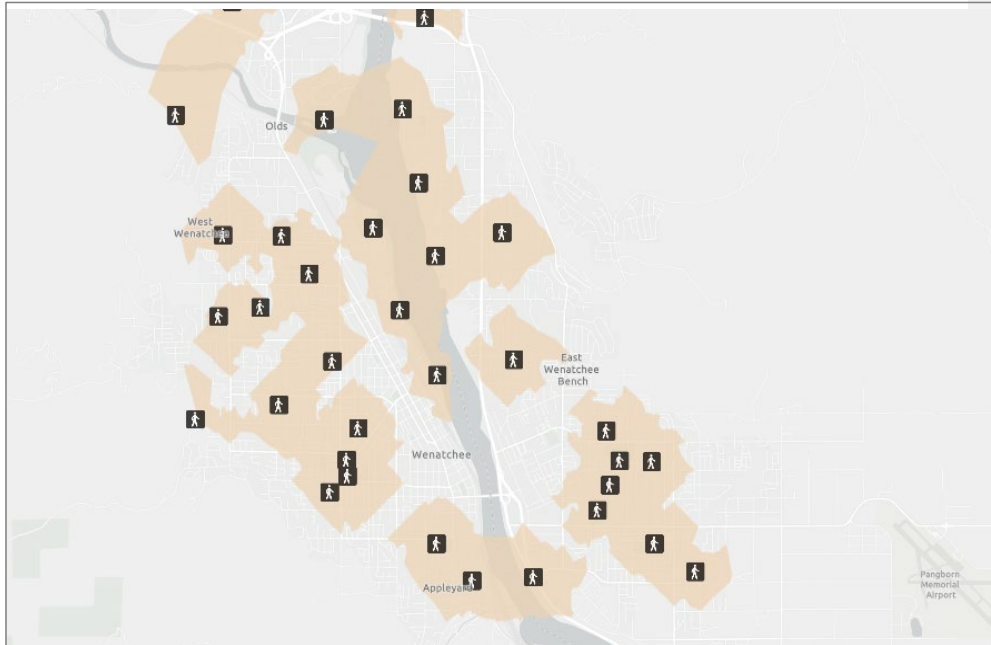 Olds
West
Wenatchee
East
Wenatchee
Bench
Wenatchee
Appleyard
Pangborn
Memorial
Airport